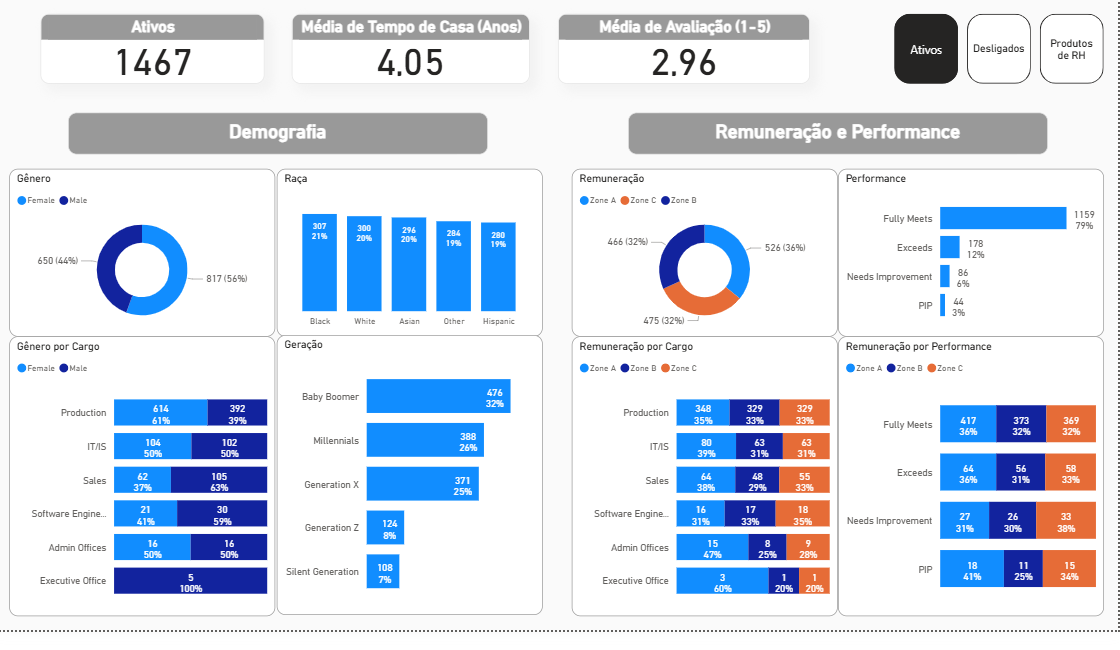 Ativos
1467
Média de Tempo de Casa (Anos)
4,05
Média de Avaliação (1-5)
2,96
Ativos
Desligados
Produtos
de RH
Demografia
Remuneração e Performance
Gênero
Female Male
650 (44%)
817 (56%)
Raça
307
21%
300
20%
296
20%
284
19%
280
19%
Black White Asian Other Hispanic
Remuneração
Zone A Zone C Zone B
466 (32%)
526 (36%)
475 (32%)
Performance
Fully Meets
1159
79%
Exceeds
178
12%
Needs Improvement
86
6%
PIP
44
3%
Gênero por Cargo
Female Male
Production
614
61%
392
39%
IT/IS
104
50%
102
50%
Sales
62
37%
105
63%
Software Engine...
21
41%
30
59%
Admin Offices
16
50%
16
50%
Executive Office
5
100%
Geração
Baby Boomer
476
32%
Millennials
388
26%
Generation X
371
25%
Generation Z
124
8%
Silent Generation
108
7%
Remuneração por Cargo
Zone A Zone B Zone C
Production
348
35%
329
33%
329
33%
IT/IS
80
39%
63
31%
63
31%
Sales
64
38%
48
29%
55
33%
Software Engine...
16
31%
17
33%
18
35%
Admin Offices
15
47%
8
25%
9
28%
Executive Office
3
60%
1
20%
1
20%
Remuneração por Performance
Zone A Zone B Zone C
Fully Meets
417
36%
373
32%
369
32%
Exceeds
64
36%
56
31%
58
33%
Needs Improvement
27
31%
26
30%
33
38%
PIP
18
41%
11
25%
15
34%